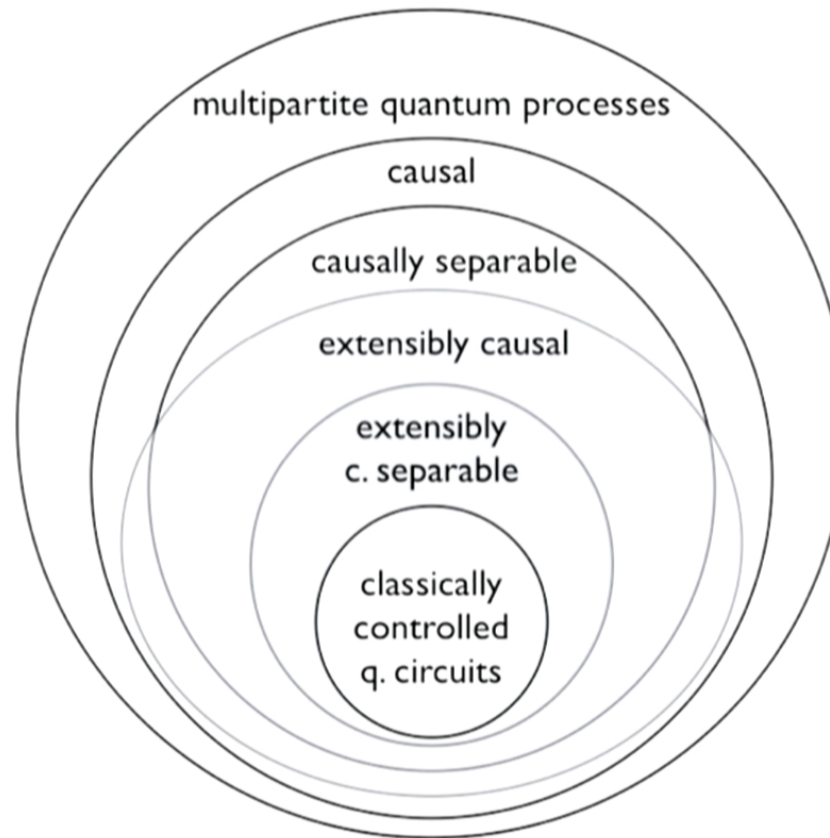 multipartite quantum processes
causal
causally separable
extensibly causal
extensibly
c. separable
classically
controlled
q. circuits